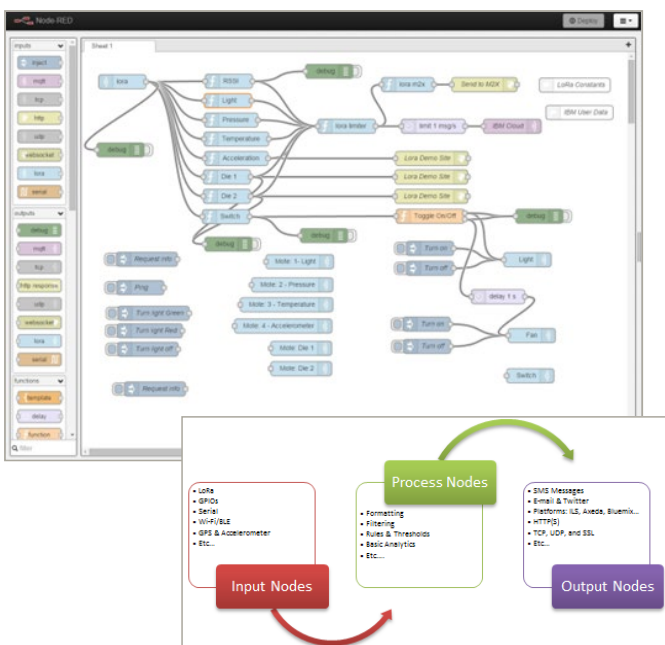 Node-RED
Deploy
inputs
inject
mqtt
tcp
http
udp
websocket
lora
serial
outputs
debug
mqtt
tcp
http response
udp
websocket
lora
serial
functions
template
delay
function
filter
Sheet 1
lora
debug
RSSI
Light
Pressure
Temperature
Acceleration
Die 1
Die 2
Switch
debug
debug
debug
lora limiter
lora m2x
Send to M2X
LoRa Constants
IBM User Data
limit 1 msg/s
IBM Cloud
Lora Demo Site
Lora Demo Site
Lora Demo Site
Toggle On/Off
debug
Request info
Ping
Turn light Green
Turn light Red
Turn light off
Request info
Mote: 1- Light
Mote: 2 - Pressure
Mote: 3 - Temperature
Mote: 4 - Accelerometer
Mote: Die 1
Mote: Die 2
Turn on
Turn off
Light
delay 1 s
Turn on
Turn off
Fan
Switch
• LoRa
• GPIOs
• Serial
• Wi-Fi/BLE
• GPS & Accelerometer
• Etc...
Input Nodes
Process Nodes
• Formatting
• Filtering
• Rules & Thresholds
• Basic Analytics
• Etc....
• SMS Messages
• E-mail & Twitter
• Platforms: ILS, Axeda, Bluemix...
• HTTP(S)
• TCP, UDP, and SSL
• Etc...
Output Nodes